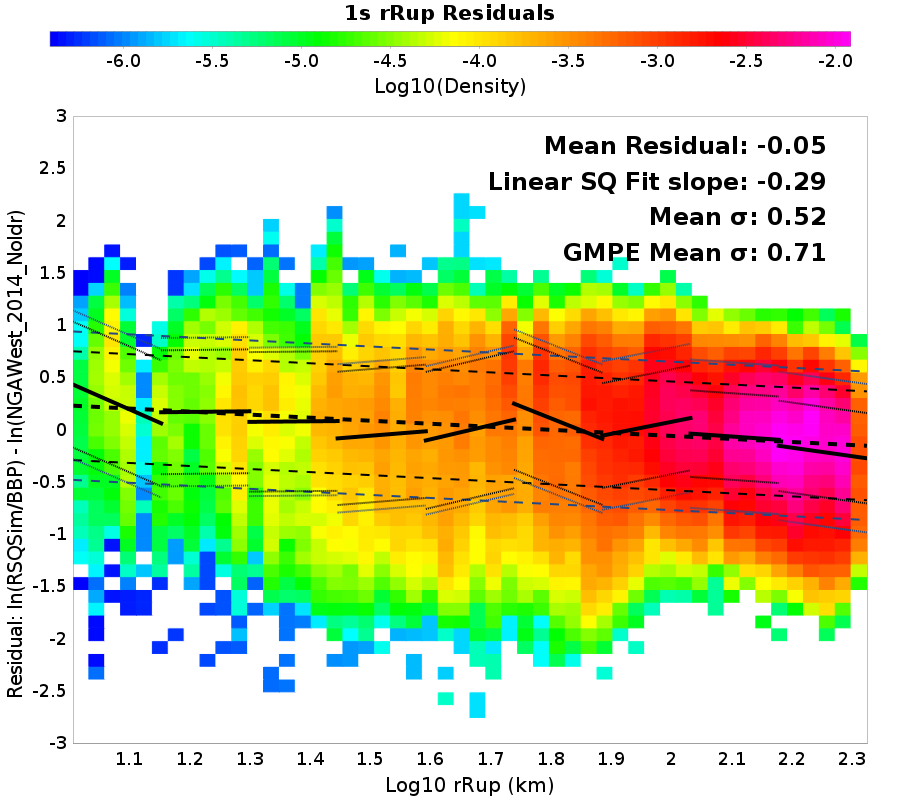 1s rRup Residuals
-6.0 -5.5 -5.0 -4.5 -4.0 -3.5 -3.0 -2.5 -2.0
Log10(Density)
Mean Residual: -0.05
Linear SQ Fit slope: -0.29
Mean σ: 0.52
GMPE Mean σ: 0.71
Residual: ln(RSQSim/BBP) - ln(NGAWest_2014_NoIdr)
3
2.5
2
1.5
1
0.5
0
-0.5
-1
-1.5
-2
-2.5
-3
1.1 1.2 1.3 1.4 1.5 1.6 1.7 1.8 1.9 2 2.1 2.2 2.3
Log10 rRup (km)